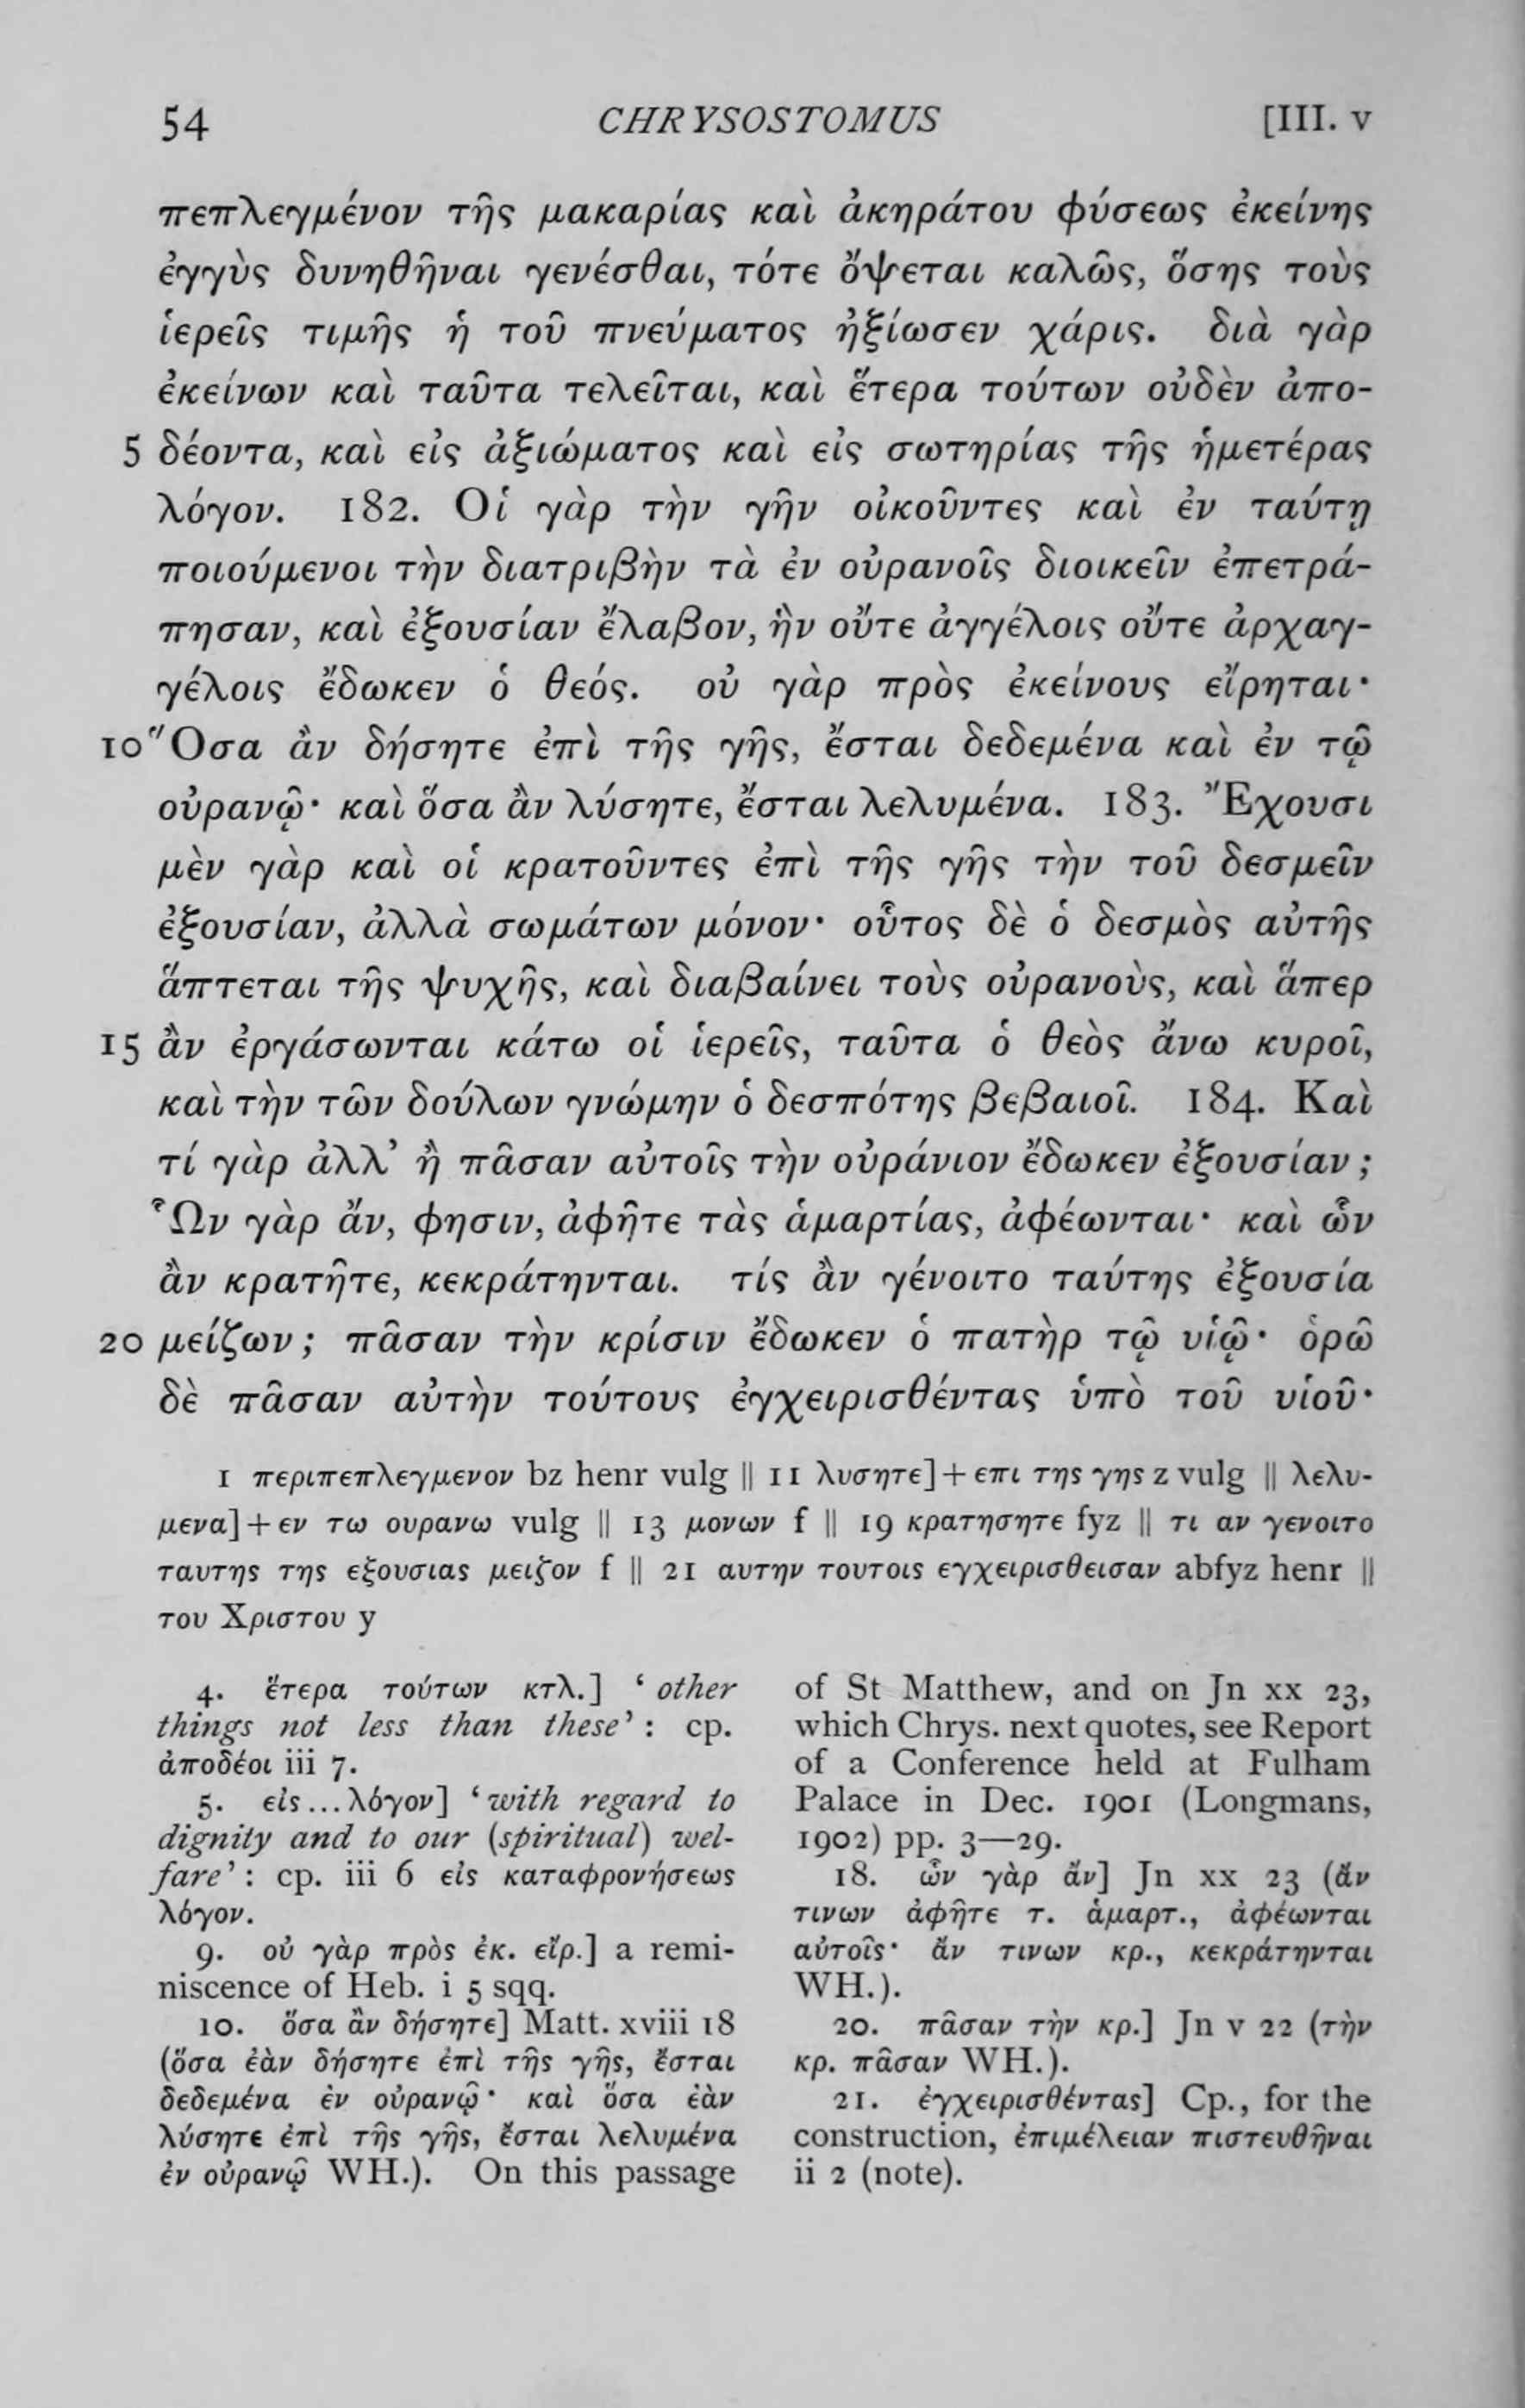 54 CHRYSOSTOMUS [III. v
πεπλεγμένον τῆς μακαρίας καὶ ἀκηράτου φύσεως ἐκείνης
ἐγγὺς δυνηθῆναι γενέσθαι, τότε ὄψεται καλῶς, ὅσης τοὺς
ἱερεῖς τιμῆς ἡ τοῦ πνεύματος ἠξίωσεν χάρις. διὰ γὰρ
ἐκείνων καὶ ταῦτα τελεῖται, καὶ ἕτερα τούτων οὐδὲν ἀπο-
5 δέοντα, καὶ εἰς ἀξιώματος καὶ εἰς σωτηρίας τῆς ἡμετέρας
λόγον. 182. Οἱ γὰρ τὴν γῆν οἰκοῦντες καὶ ἐν ταύτῃ
ποιούμενοι τὴν διατριβὴν τὰ ἐν οὐρανοῖς διοικεῖν ἐπετρά-
πησαν, καὶ ἐξουσίαν ἔλαβον, ἣν οὔτε ἀγγέλοις οὔτε ἀρχαγ-
γέλοις ἔδωκεν ὁ θεός. οὐ γὰρ πρὸς ἐκείνους εἴρηται·
10 Ὅσα ἂν δήσητε ἐπὶ τῆς γῆς, ἔσται δεδεμένα καὶ ἐν τῷ
οὐρανῷ· καὶ ὅσα ἂν λύσητε, ἔσται λελυμένα. 183. Ἔχουσι
μὲν γὰρ καὶ οἱ κρατοῦντες ἐπὶ τῆς γῆς τὴν τοῦ δεσμεῖν
ἐξουσίαν, ἀλλὰ σωμάτων μόνον· οὗτος δὲ ὁ δεσμὸς αὐτῆς
ἅπτεται τῆς ψυχῆς, καὶ διαβαίνει τοὺς οὐρανοὺς, καὶ ἅπερ
15 ἂν ἐργάσωνται κάτω οἱ ἱερεῖς, ταῦτα ὁ θεὸς ἄνω κυροῖ,
καὶ τὴν τῶν δούλων γνώμην ὁ δεσπότης βεβαιοῖ. 184. Καὶ
τί γὰρ ἀλλ’ ἢ πᾶσαν αὐτοῖς τὴν οὐράνιον ἔδωκεν ἐξουσίαν;
Ὧν γὰρ ἄν, φησιν, ἀφῆτε τὰς ἁμαρτίας, ἀφέωνται· καὶ ὧν
ἂν κρατῆτε, κεκράτηνται. τίς ἂν γένοιτο ταύτης ἐξουσία
20 μείζων; πᾶσαν τὴν κρίσιν ἔδωκεν ὁ πατὴρ τῷ υἱῷ· ὁρῶ
δὲ πᾶσαν αὐτὴν τούτους ἐγχειρισθέντας ὑπὸ τοῦ υἱοῦ·
1 περιπεπλεγμενον bz henr vulg || 11 λυσητε]+επι της γης z vulg || λελυ-
μενα]+εν τω ουρανω vulg || 13 μονων f || 19 κρατησητε fyz || τι αν γενοιτο
ταυτης της εξουσιας μειζον f || 21 αυτην τουτοις εγχειρισθεισαν abfyz henr ||
του Χριστου y
4. ἕτερα τούτων κτλ.] ‘other
things not less than these’: cp.
ἀποδέοι iii 7.
5. εἰς...λόγον] ‘with regard to
dignity and to our (spiritual) wel-
fare’: cp. iii 6 εἰς καταφρονήσεως
λόγον.
9. οὐ γὰρ πρὸς ἐκ. εἴρ.] a remi-
niscence of Heb. i 5 sqq.
10. ὅσα ἂν δήσητε] Matt. xviii 18
(ὅσα ἐὰν δήσητε ἐπὶ τῆς γῆς, ἔσται
δεδεμένα ἐν οὐρανῷ· καὶ ὅσα ἐὰν
λύσητε ἐπὶ τῆς γῆς, ἔσται λελυμένα
ἐν οὐρανῷ WH.). On this passage
of St Matthew, and on Jn xx 23,
which Chrys. next quotes, see Report
of a Conference held at Fulham
Palace in Dec. 1901 (Longmans,
1902) pp. 3—29.
18. ὧν γὰρ ἄν] Jn xx 23 (ἄν
τινων ἀφῆτε τ. ἁμαρτ., ἀφέωνται
αὐτοῖς· ἄν τινων κρ., κεκράτηνται
WH.).
20. πᾶσαν τὴν κρ.] Jn v 22 (τὴν
κρ. πᾶσαν WH.).
21. ἐγχειρισθέντας] Cp., for the
construction, ἐπιμέλειαν πιστευθῆναι
ii 2 (note).